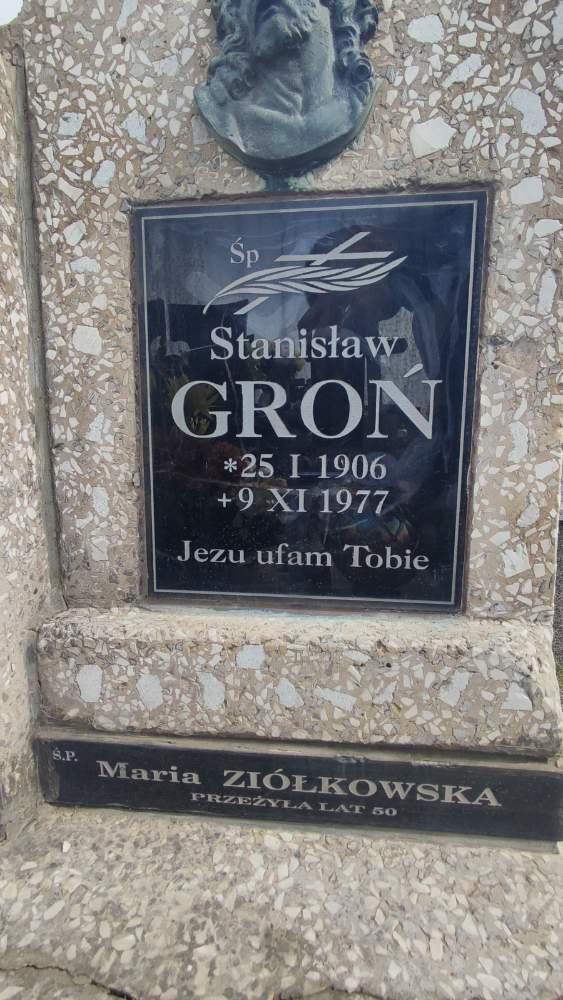 Śp
Stanisław
GROŃ
*25 I 1906
+9 XI 1977
Jezu ufam Tobie
Ś.P.
Maria ZIÓŁKOWSKA
PRZEŻYŁA LAT 50